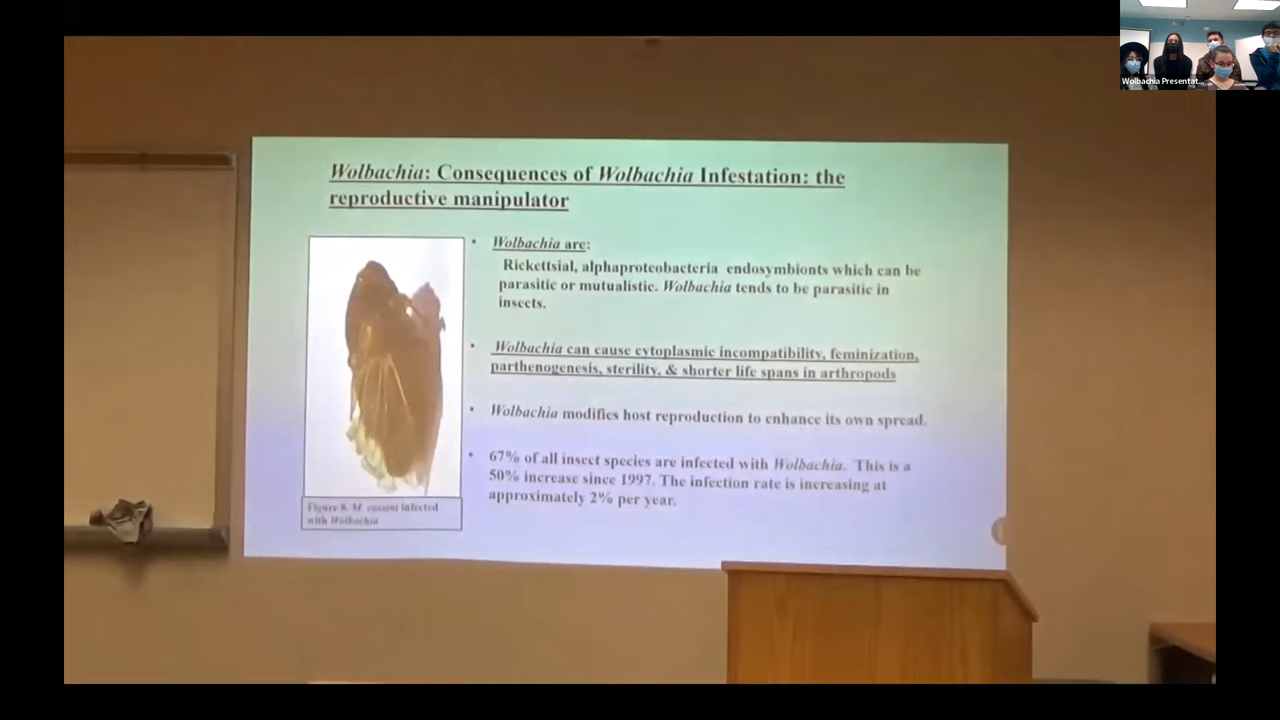 Wolbachia Presentat...
Wolbachia: Consequences of Wolbachia Infestation: the
reproductive manipulator
• Wolbachia are:
Rickettsial, alphaproteobacteria endosymbionts which can be
parasitic or mutualistic. Wolbachia tends to be parasitic in
insects.
• Wolbachia can cause cytoplasmic incompatibility, feminization,
parthenogenesis, sterility, & shorter life spans in arthropods
• Wolbachia modifies host reproduction to enhance its own spread.
• 67% of all insect species are infected with Wolbachia. This is a
50% increase since 1997. The infection rate is increasing at
approximately 2% per year.
Figure 8. M. cassini infected
with Wolbachia